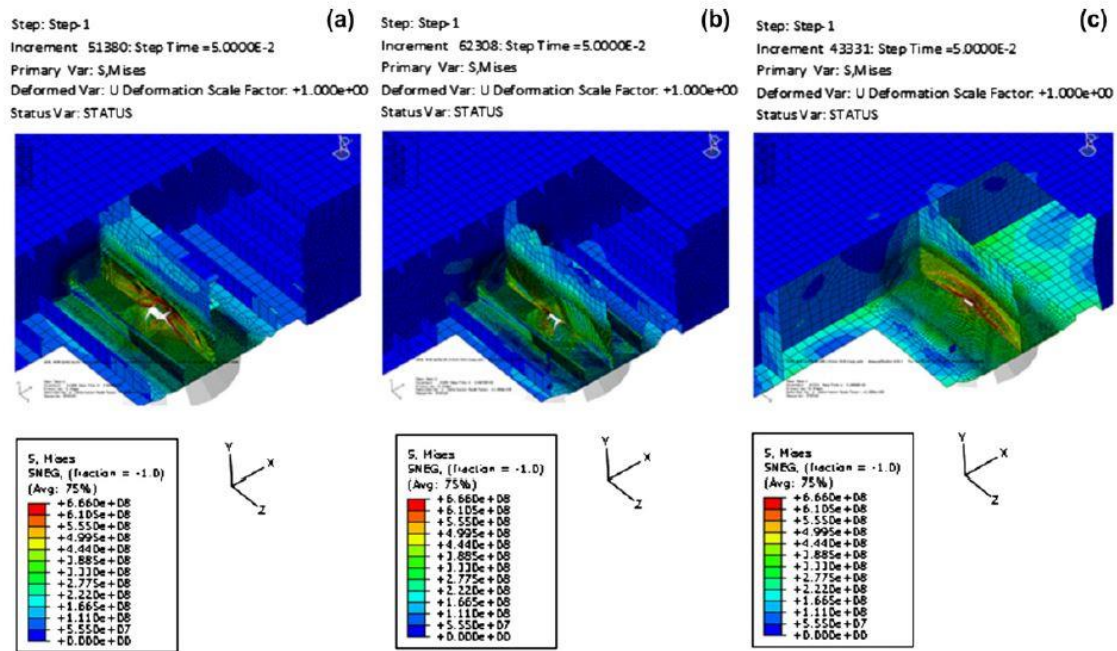 (a)
Step: Step-1
Increment 51380: Step Time =5.0000E-2
Primary Var: S,Mises
Deformed Var: U Deformation Scale Factor: +1.000e+00
Status Var: STATUS
Y
X
Z
S, Mises
SNEG, (fraction = -1.0)
(Avg: 75%)
+6.660e+08
+6.105e+08
+5.550e+08
+4.995e+08
+4.440e+08
+3.885e+08
+3.330e+08
+2.775e+08
+2.220e+08
+1.665e+08
+1.110e+08
+5.550e+07
+0.000e+00
(b)
Step: Step-1
Increment 62308: Step Time =5.0000E-2
Primary Var: S,Mises
Deformed Var: U Deformation Scale Factor: +1.000e+00
Status Var: STATUS
Y
X
Z
S, Mises
SNEG, (fraction = -1.0)
(Avg: 75%)
+6.660e+08
+6.105e+08
+5.550e+08
+4.995e+08
+4.440e+08
+3.885e+08
+3.330e+08
+2.775e+08
+2.220e+08
+1.665e+08
+1.110e+08
+5.550e+07
+0.000e+00
(c)
Step: Step-1
Increment 43331: Step Time =5.0000E-2
Primary Var: S,Mises
Deformed Var: U Deformation Scale Factor: +1.000e+00
Status Var: STATUS
Y
X
Z
S, Mises
SNEG, (fraction = -1.0)
(Avg: 75%)
+6.660e+08
+6.105e+08
+5.550e+08
+4.995e+08
+4.440e+08
+3.885e+08
+3.330e+08
+2.775e+08
+2.220e+08
+1.665e+08
+1.110e+08
+5.550e+07
+0.000e+00